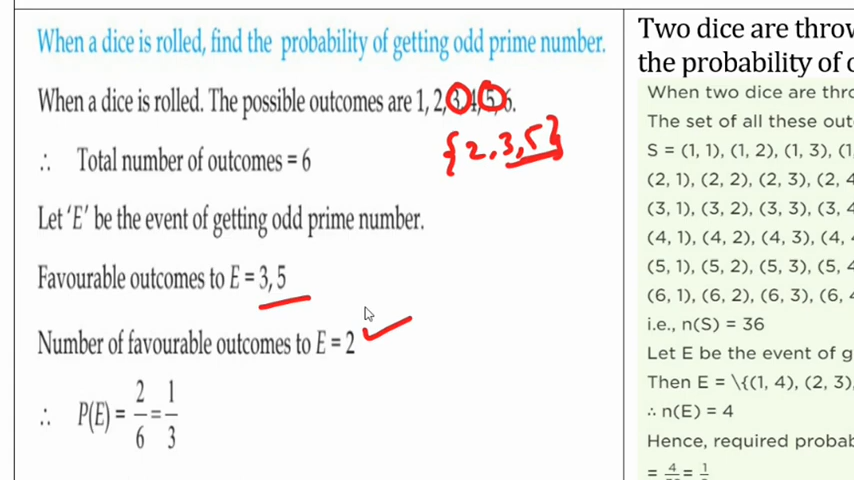 When a dice is rolled, find the probability of getting odd prime number.
When a dice is rolled. The possible outcomes are 1, 2, 3, 4, 5, 6.
{2, 3, 5}
∴ Total number of outcomes = 6
Let 'E' be the event of getting odd prime number.
Favourable outcomes to E = 3, 5
Number of favourable outcomes to E = 2
∴ P(E) = 2/6 = 1/3
Two dice are
the probability of
When two dice are
The set of all these
S = (1, 1), (1, 2), (1, 3),
(2, 1), (2, 2), (2, 3), (2, 4
(3, 1), (3, 2), (3, 3), (3, 4
(4, 1), (4, 2), (4, 3), (4, 4
(5, 1), (5, 2), (5, 3), (5, 4
(6, 1), (6, 2), (6, 3), (6, 4
i.e., n(S) = 36
Let E be the event of
Then E = \{(1, 4), (2, 3),
∴ n(E) = 4
Hence, required